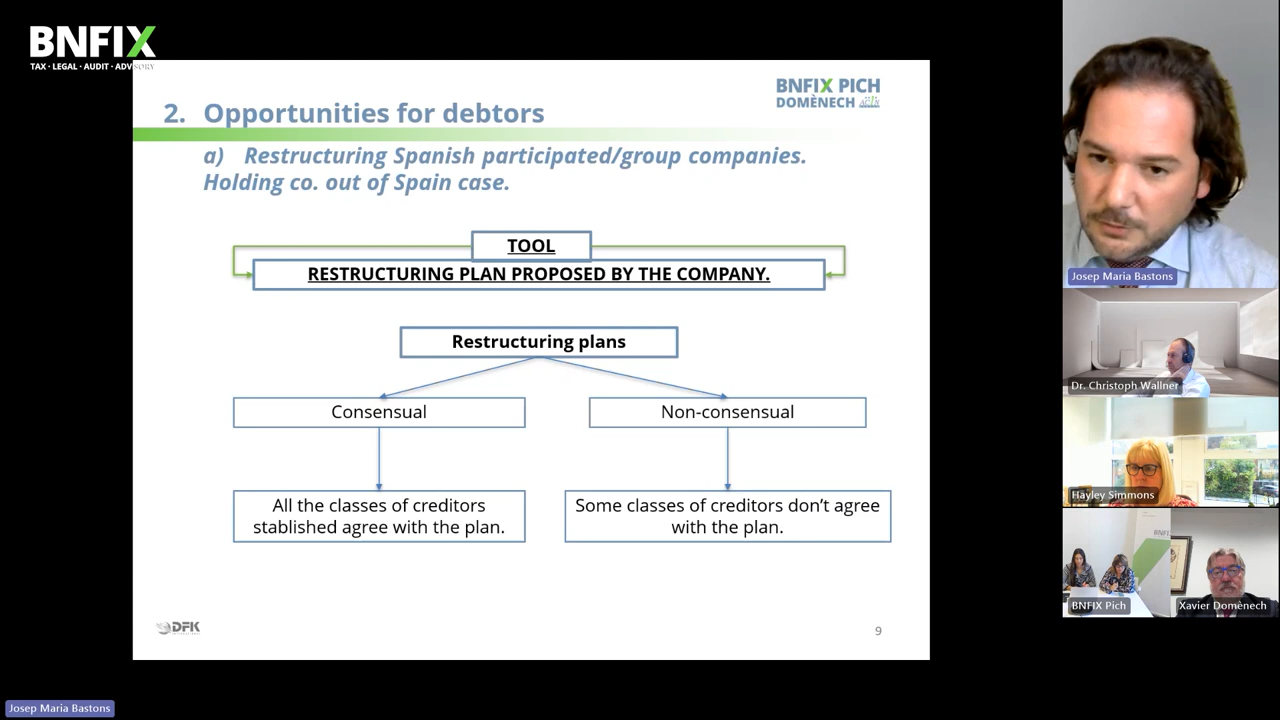 BNFIX
TAX · LEGAL · AUDIT · ADVISORY
BNFIX PICH
DOMÈNECH
2. Opportunities for debtors
a) Restructuring Spanish participated/group companies.
Holding co. out of Spain case.
TOOL
RESTRUCTURING PLAN PROPOSED BY THE COMPANY.
Restructuring plans
Consensual
Non-consensual
All the classes of creditors
stablished agree with the plan.
Some classes of creditors don’t agree
with the plan.
DFK
INTERNATIONAL
9
Josep Maria Bastons
Dr. Christoph Wallner
Hayley Simmons
BNFIX
BNFIX Pich
Xavier Domènech
Josep Maria Bastons